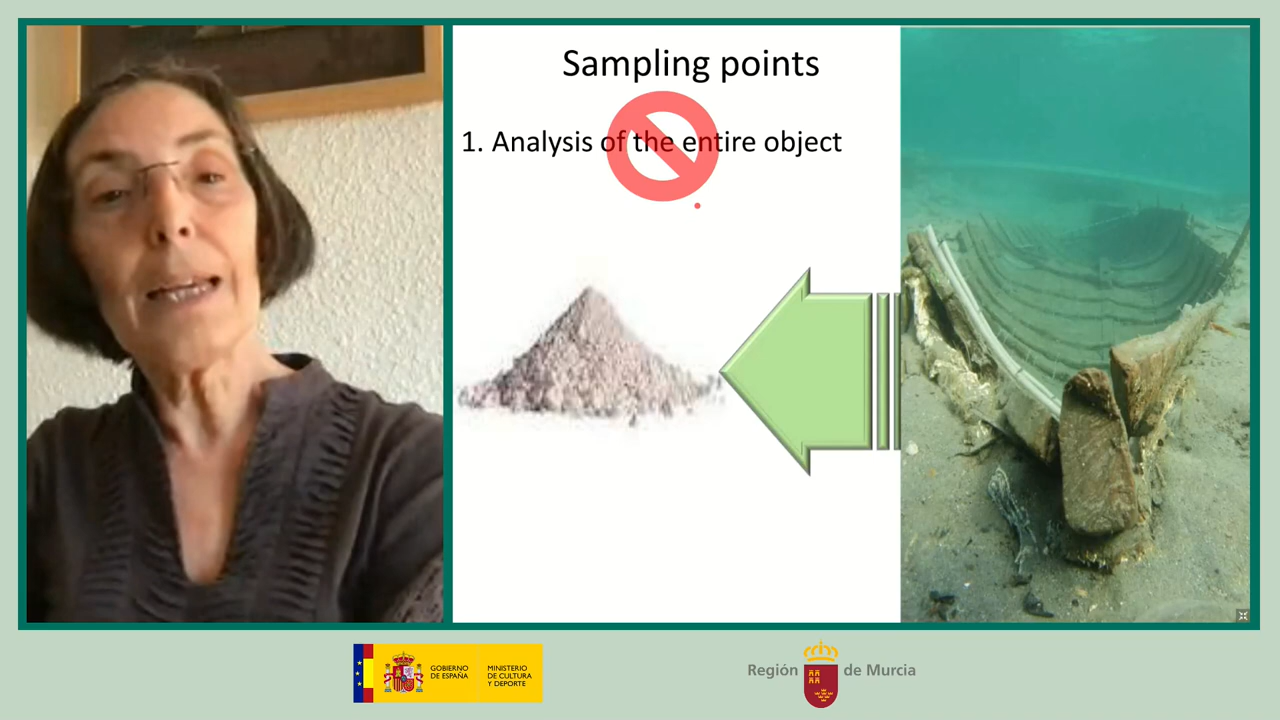 Sampling points
1. Analysis of the entire object
GOBIERNO
DE ESPAÑA
MINISTERIO
DE CULTURA
Y DEPORTE
Región de Murcia